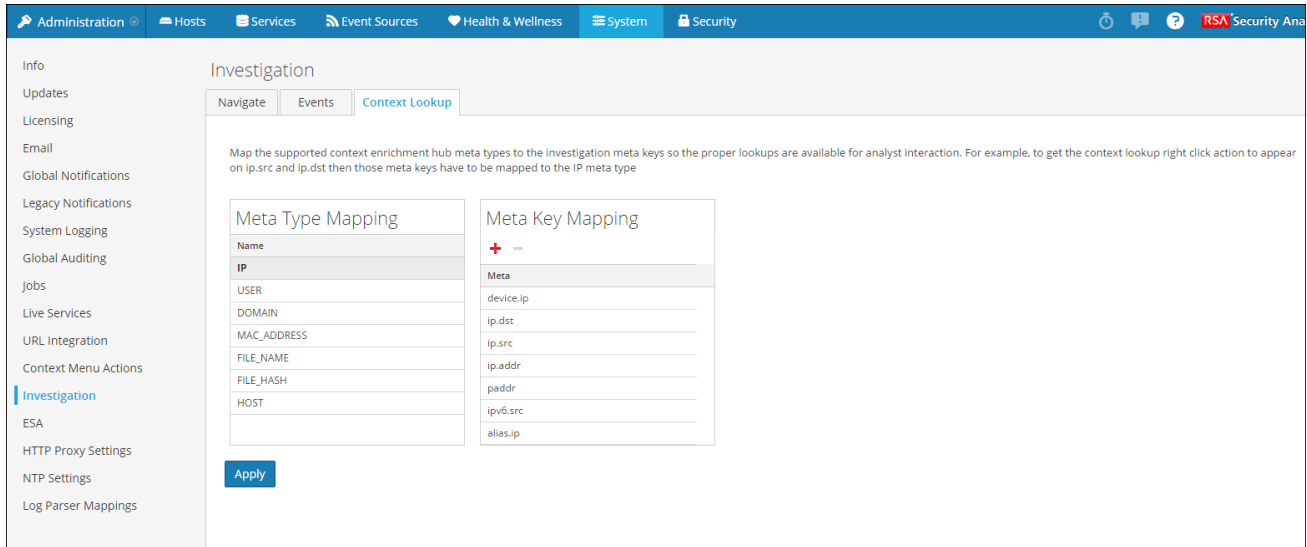 Administration Hosts Services Event Sources Health & Wellness System Security RSA Security Ana
Info
Updates
Licensing
Email
Global Notifications
Legacy Notifications
System Logging
Global Auditing
Jobs
Live Services
URL Integration
Context Menu Actions
Investigation
ESA
HTTP Proxy Settings
NTP Settings
Log Parser Mappings
Investigation
Navigate Events Context Lookup
Map the supported context enrichment hub meta types to the investigation meta keys so the proper lookups are available for analyst interaction. For example, to get the context lookup right click action to appear
on ip.src and ip.dst then those meta keys have to be mapped to the IP meta type
Meta Type Mapping
Name
IP
USER
DOMAIN
MAC_ADDRESS
FILE_NAME
FILE_HASH
HOST
Meta Key Mapping
Meta
device.ip
ip.dst
ip.src
ip.addr
paddr
ipv6.src
alias.ip
Apply